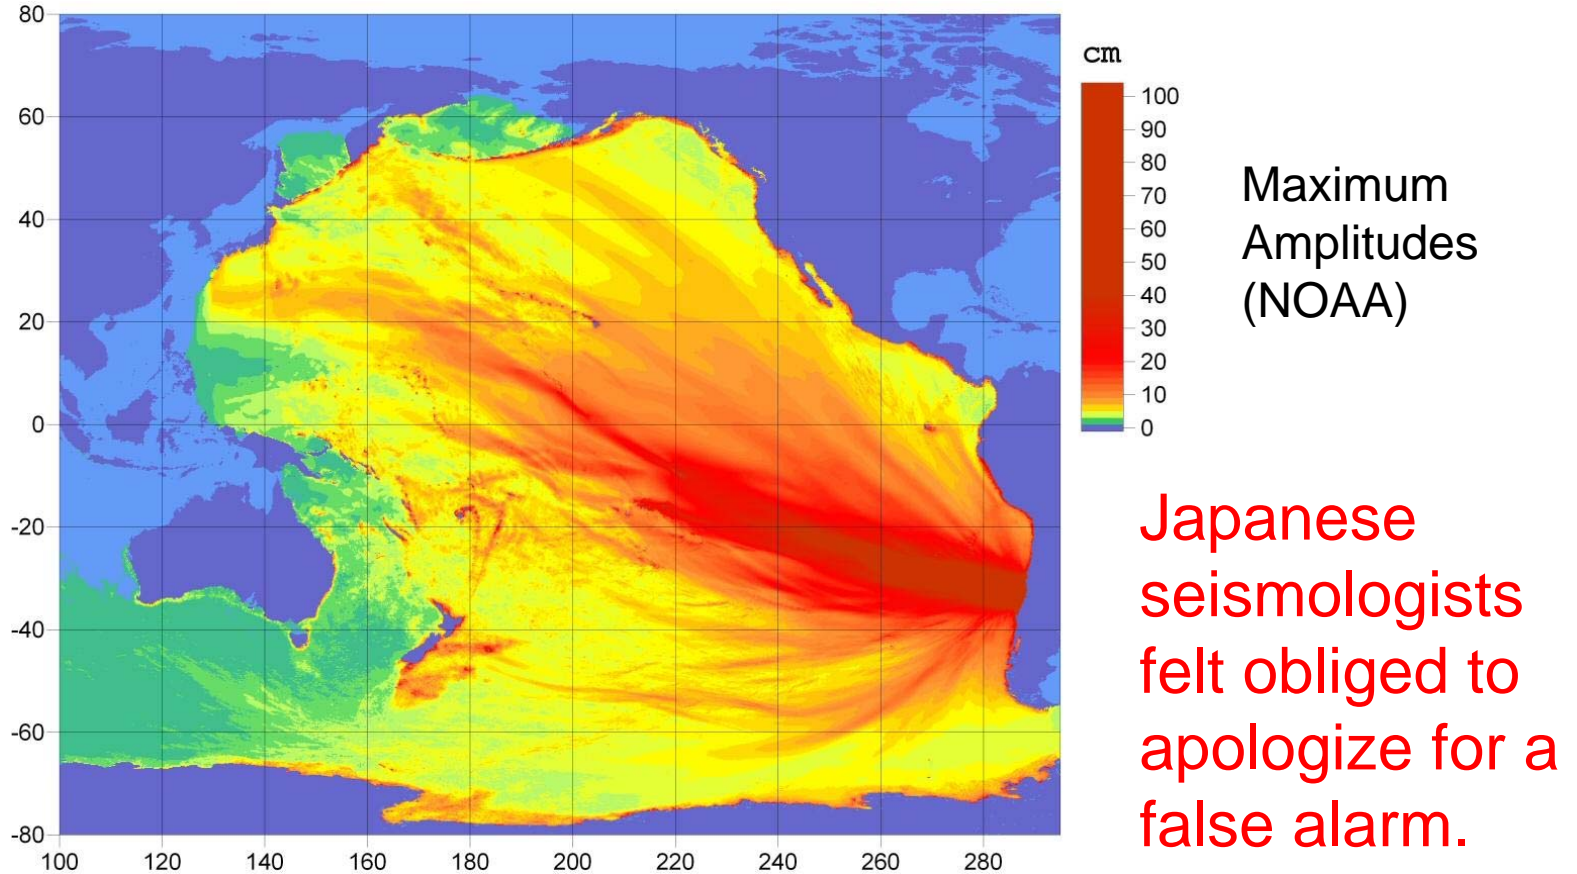 80
60
40
20
0
-20
-40
-60
-80
100 120 140 160 180 200 220 240 260 280
cm
100
90
80
70
60
50
40
30
20
10
0
Maximum
Amplitudes
(NOAA)
Japanese
seismologists
felt obliged to
apologize for a
false alarm.